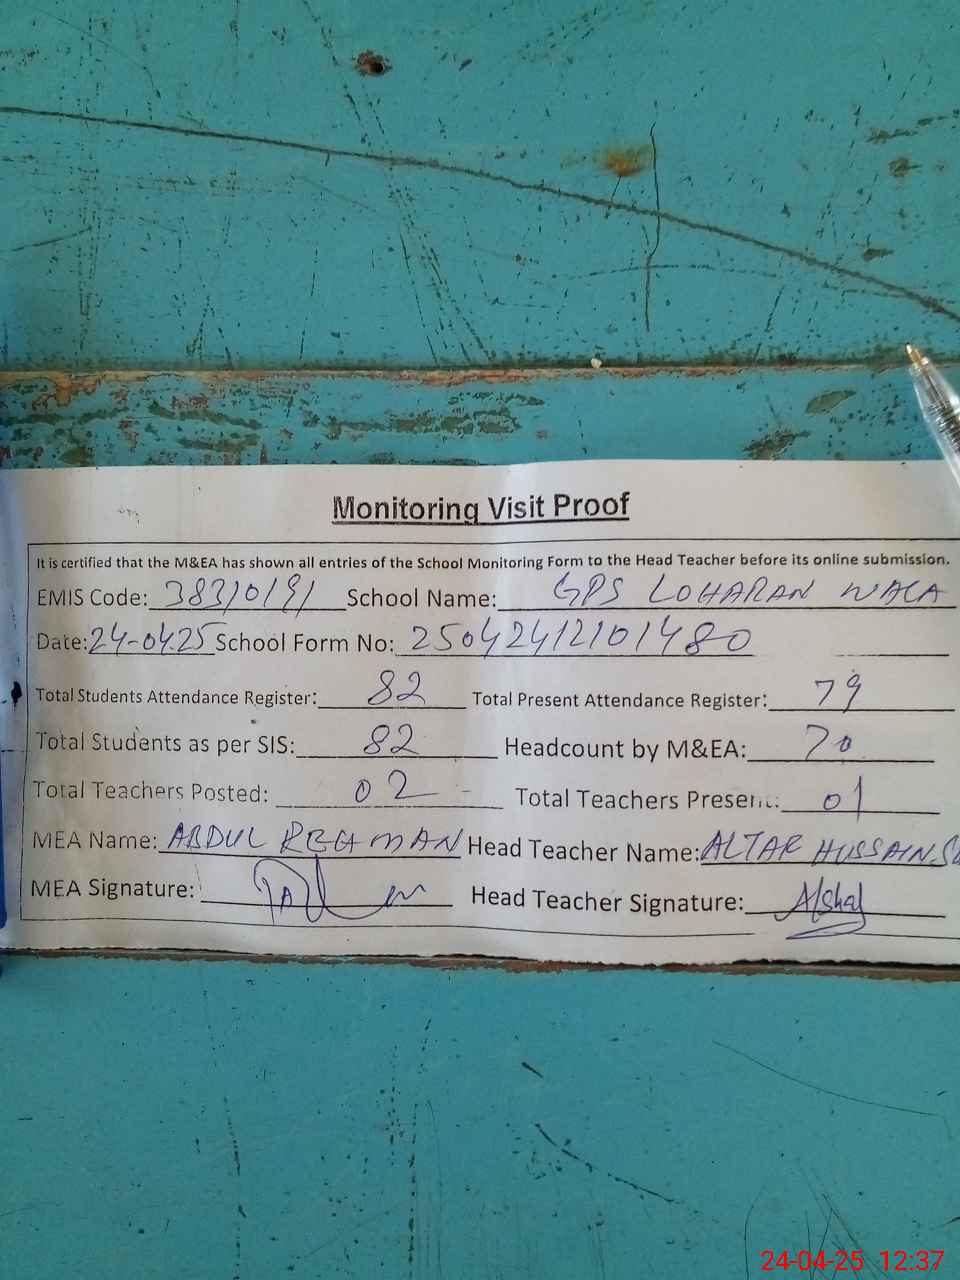 Monitoring Visit Proof
It is certified that the M&EA has shown all entries of the School Monitoring Form to the Head Teacher before its online submission.
EMIS Code: 38310191 School Name: GPS LOHARAN WALA
Date: 24-04.25 School Form No: 25042412101480
Total Students Attendance Register: 82 Total Present Attendance Register: 79
Total Students as per SIS: 82 Headcount by M&EA: 70
Total Teachers Posted: 02 Total Teachers Present: 01
MEA Name: ABDUL REHMAN Head Teacher Name: ALTAF HUSSAIN
MEA Signature: Head Teacher Signature:
24-04-25 12:37